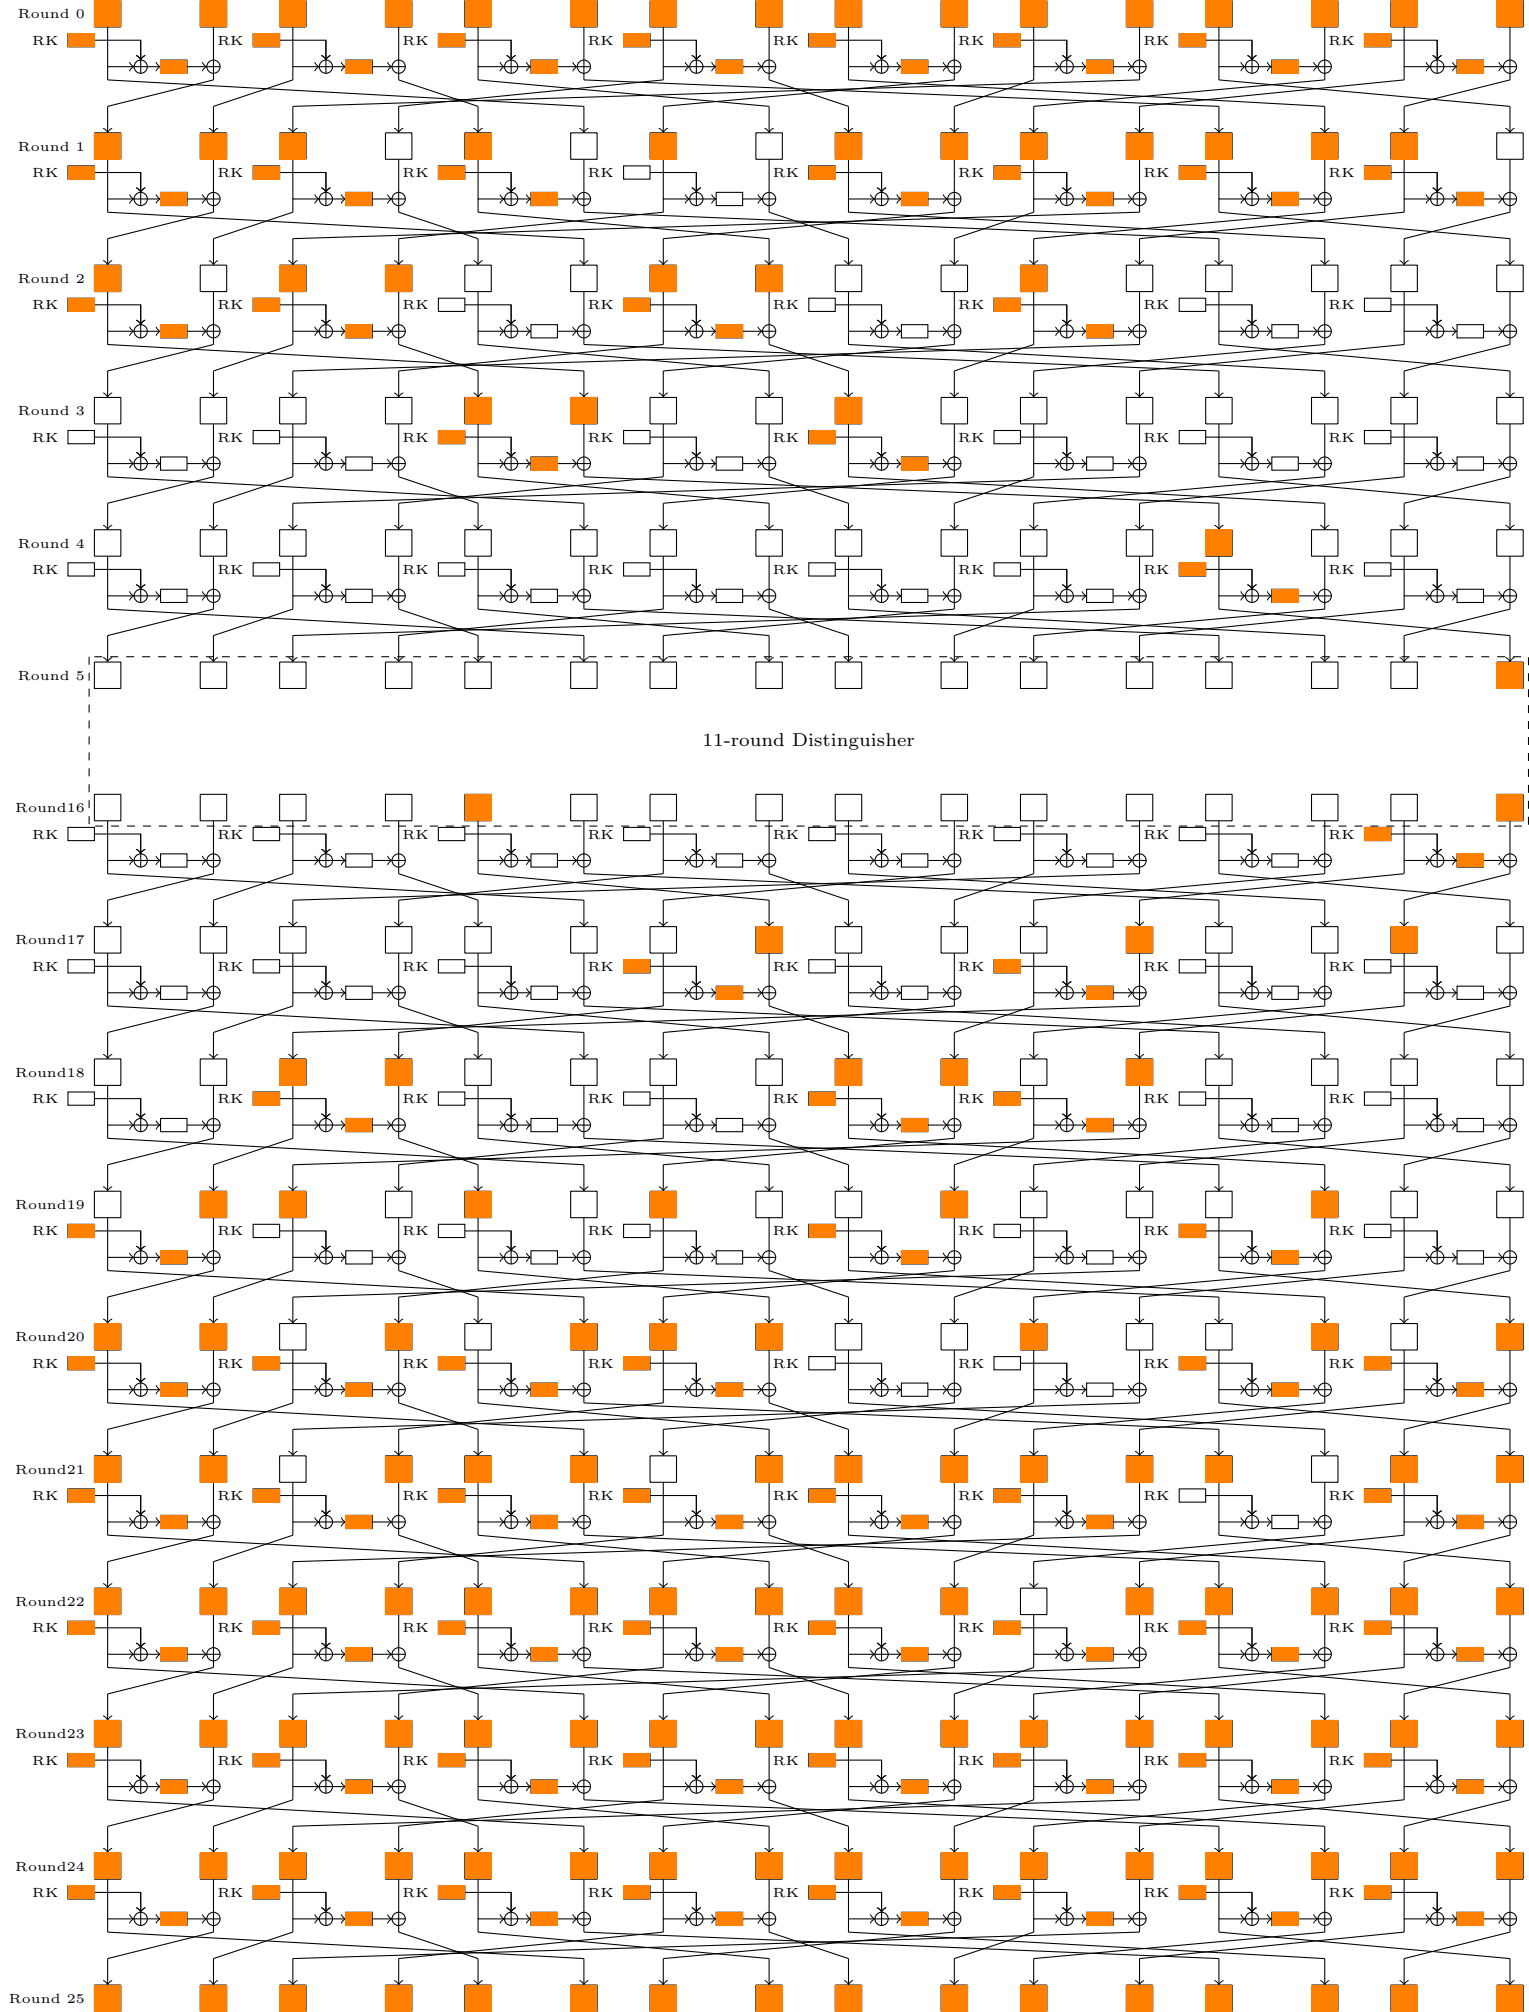 Round 0
RK RK RK RK RK RK RK RK
Round 1
RK RK RK RK RK RK RK RK
Round 2
RK RK RK RK RK RK RK RK
Round 3
RK RK RK RK RK RK RK RK
Round 4
RK RK RK RK RK RK RK RK
Round 5
11-round Distinguisher
Round16
RK RK RK RK RK RK RK RK
Round17
RK RK RK RK RK RK RK RK
Round18
RK RK RK RK RK RK RK RK
Round19
RK RK RK RK RK RK RK RK
Round20
RK RK RK RK RK RK RK RK
Round21
RK RK RK RK RK RK RK RK
Round22
RK RK RK RK RK RK RK RK
Round23
RK RK RK RK RK RK RK RK
Round24
RK RK RK RK RK RK RK RK
Round 25